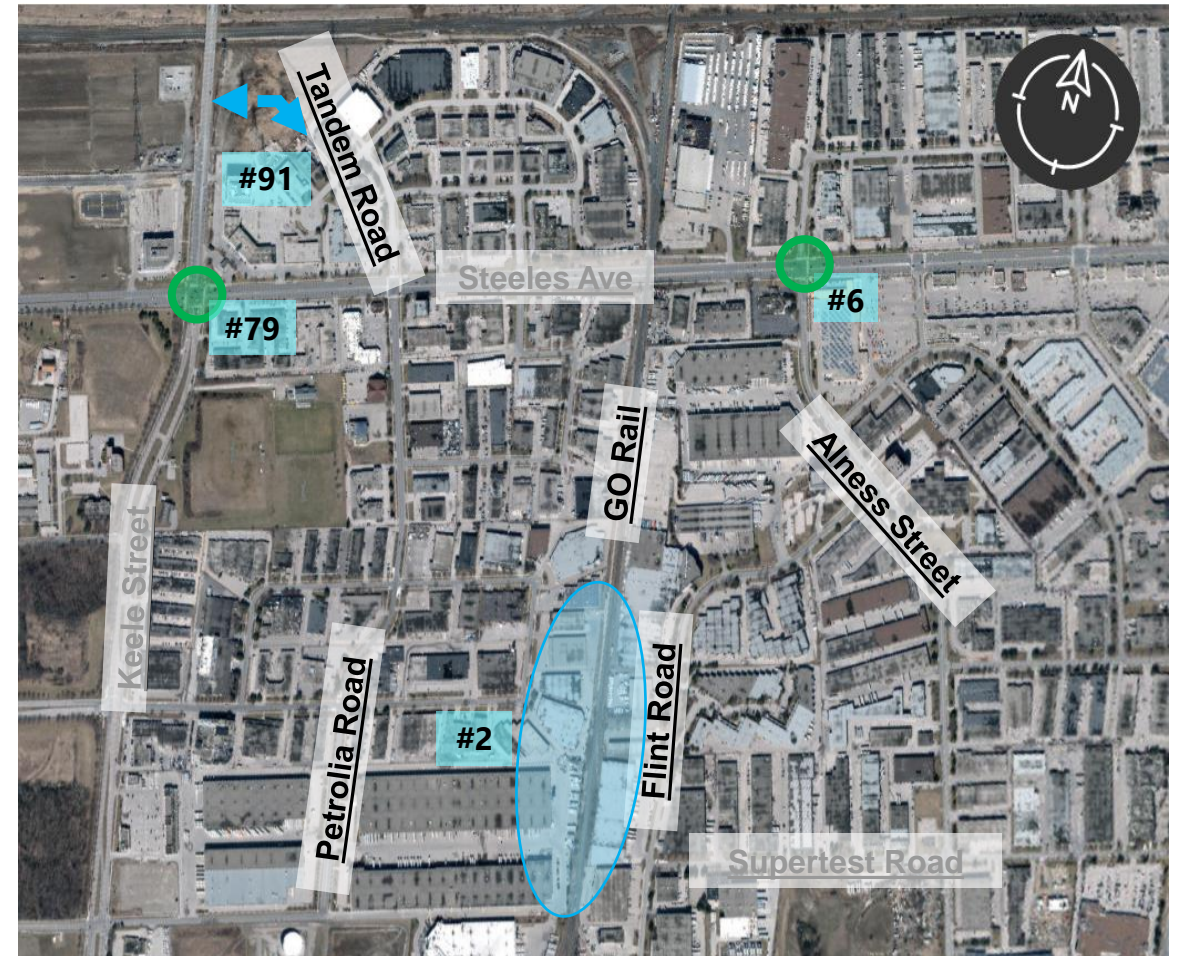 N
Tandem Road
#91
Steeles Ave
#6
#79
GO Rail
Alness Street
Keele Street
Petrolia Road
Flint Road
#2
Supertest Road